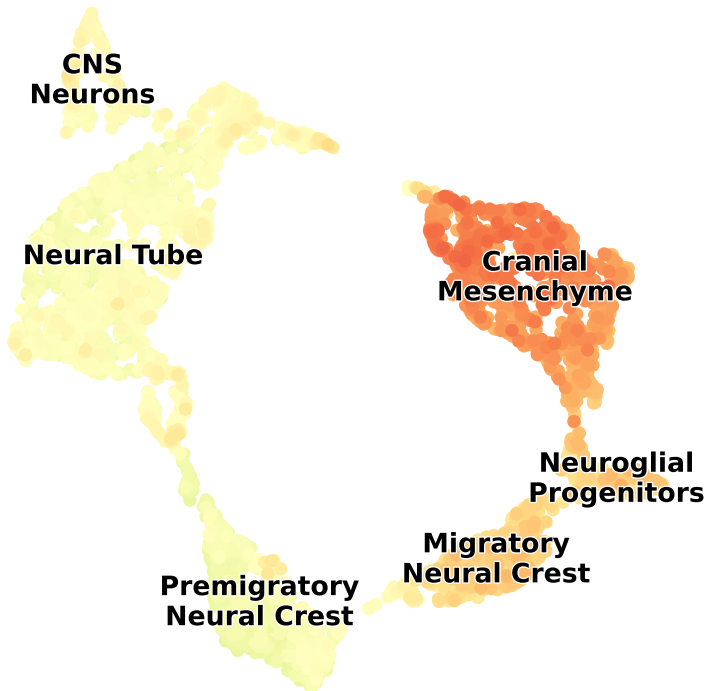 CNS
Neurons
Neural Tube
Cranial
Mesenchyme
Neuroglial
Progenitors
Migratory
Neural Crest
Premigratory
Neural Crest